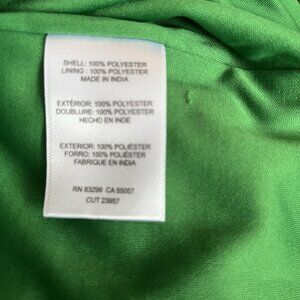 SHELL: 100% POLYESTER
LINING : 100% POLYESTER
MADE IN INDIA
EXTÉRIOR: 100% POLYESTER
DOUBLURE: 100% POLYESTER
HECHO EN INDE
EXTERIOR: 100% POLIÉSTER
FORRO: 100% POLIÉSTER
FABRIQUE EN INDIA
RN 83299 CA 55057
CUT 23957